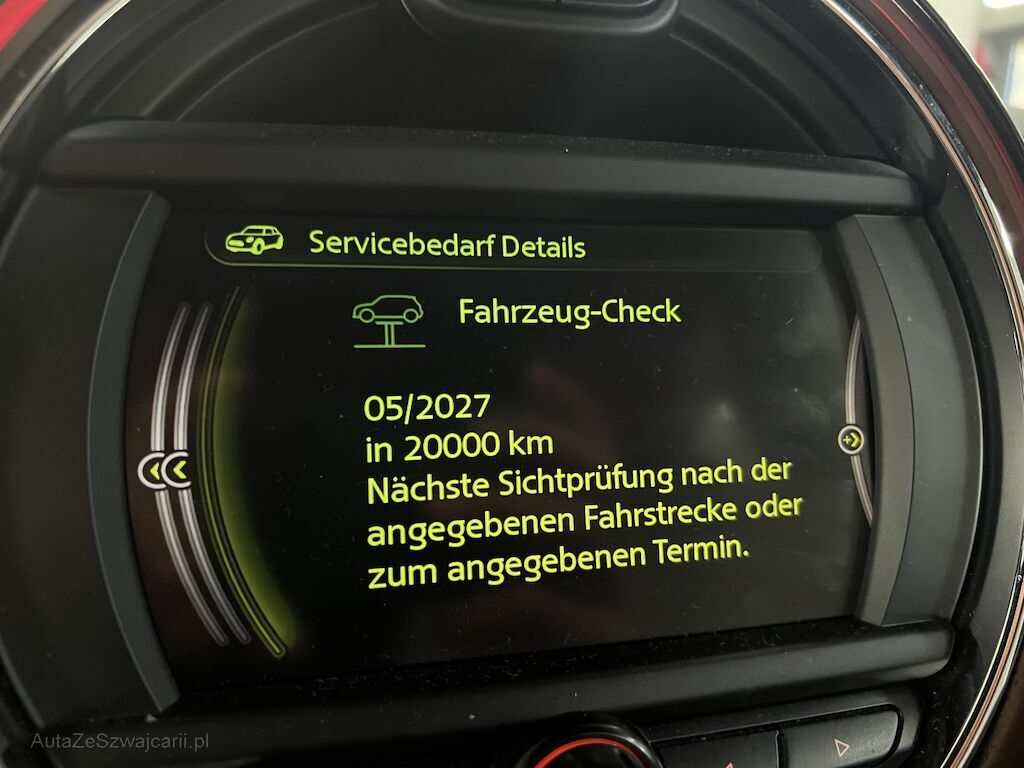 Servicebedarf Details
Fahrzeug-Check
05/2027
in 20000 km
Nächste Sichtprüfung nach der
angegebenen Fahrstrecke oder
zum angegebenen Termin.
AutaZeSzwajcarii.pl